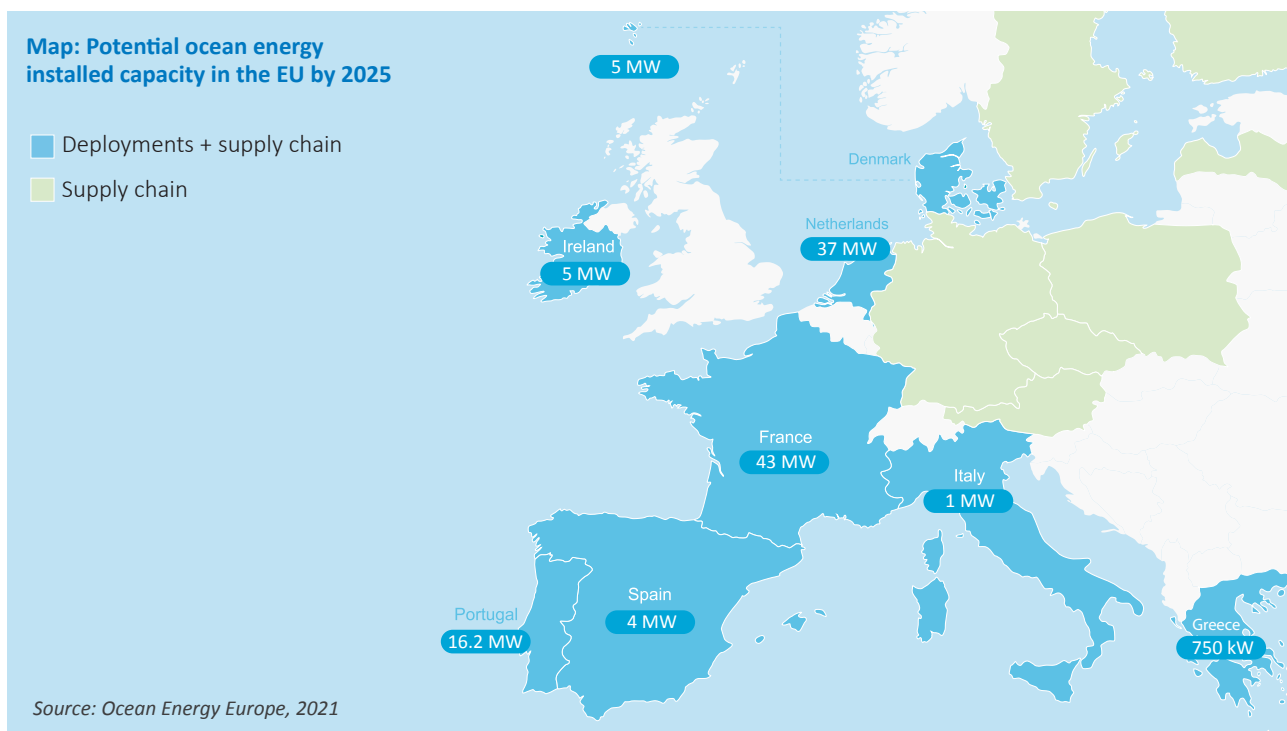 Map: Potential ocean energy
installed capacity in the EU by 2025
Deployments + supply chain
Supply chain
5 MW
Denmark
Netherlands
37 MW
Ireland
5 MW
France
43 MW
Italy
1 MW
Spain
4 MW
Portugal
16.2 MW
Greece
750 kW
Source: Ocean Energy Europe, 2021